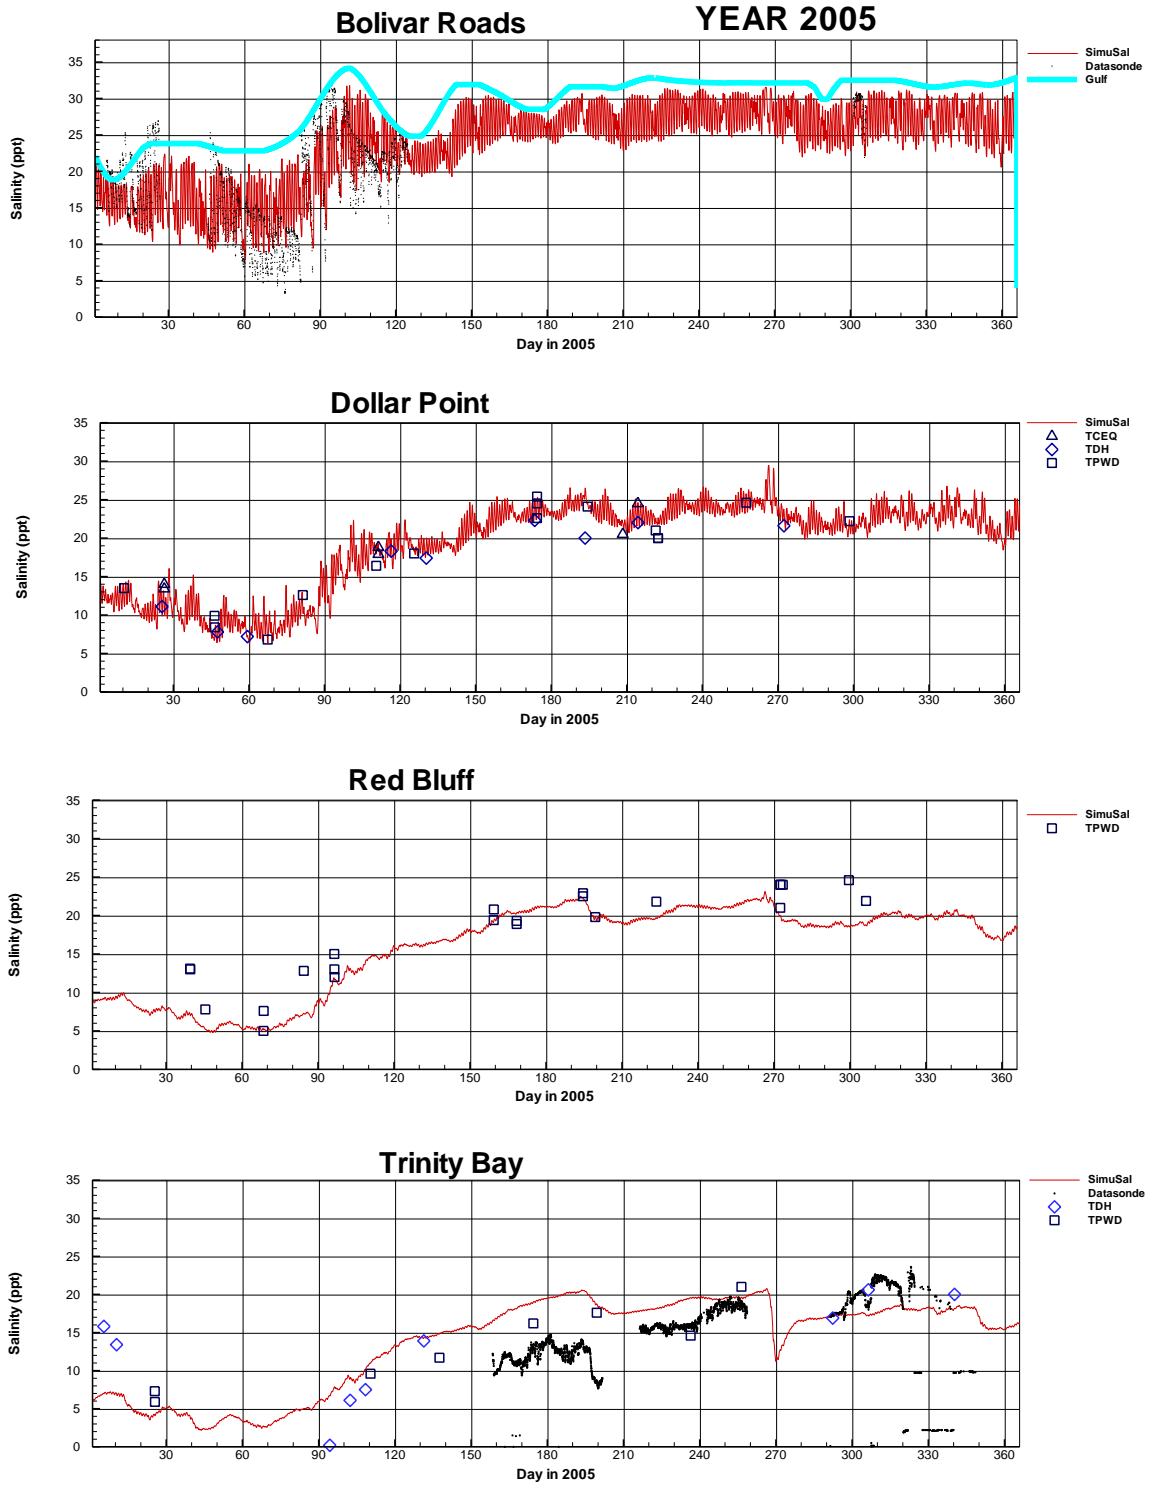 Bolivar Roads
YEAR 2005
SimuSal
Datasonde
Gulf
Salinity (ppt)
35
30
25
20
15
10
5
0
30 60 90 120 150 180 210 240 270 300 330 360
Day in 2005
Dollar Point
SimuSal
TCEQ
TDH
TPWD
Salinity (ppt)
35
30
25
20
15
10
5
0
30 60 90 120 150 180 210 240 270 300 330 360
Day in 2005
Red Bluff
SimuSal
TPWD
Salinity (ppt)
35
30
25
20
15
10
5
0
30 60 90 120 150 180 210 240 270 300 330 360
Day in 2005
Trinity Bay
SimuSal
Datasonde
TDH
TPWD
Salinity (ppt)
35
30
25
20
15
10
5
0
30 60 90 120 150 180 210 240 270 300 330 360
Day in 2005